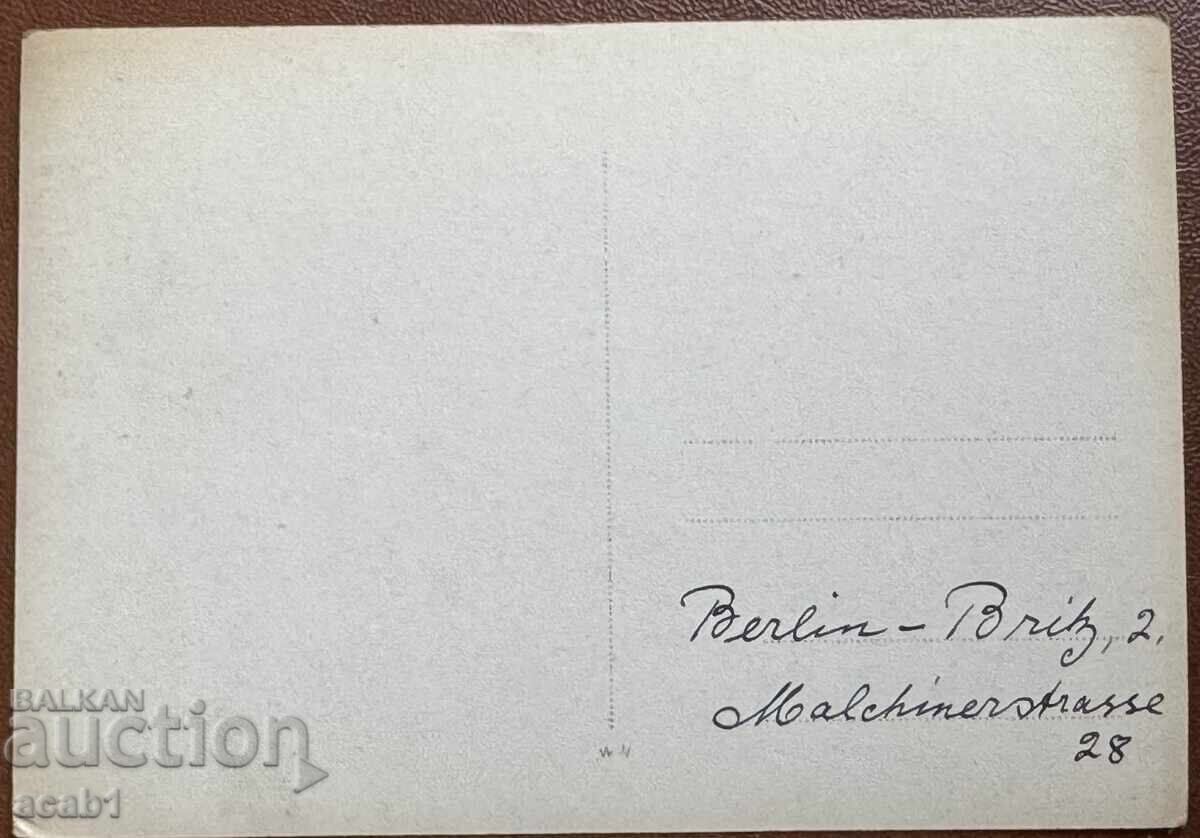 Berlin – Britz, 2.
Malchinerstrasse
28
BALKAN
auction
acab1